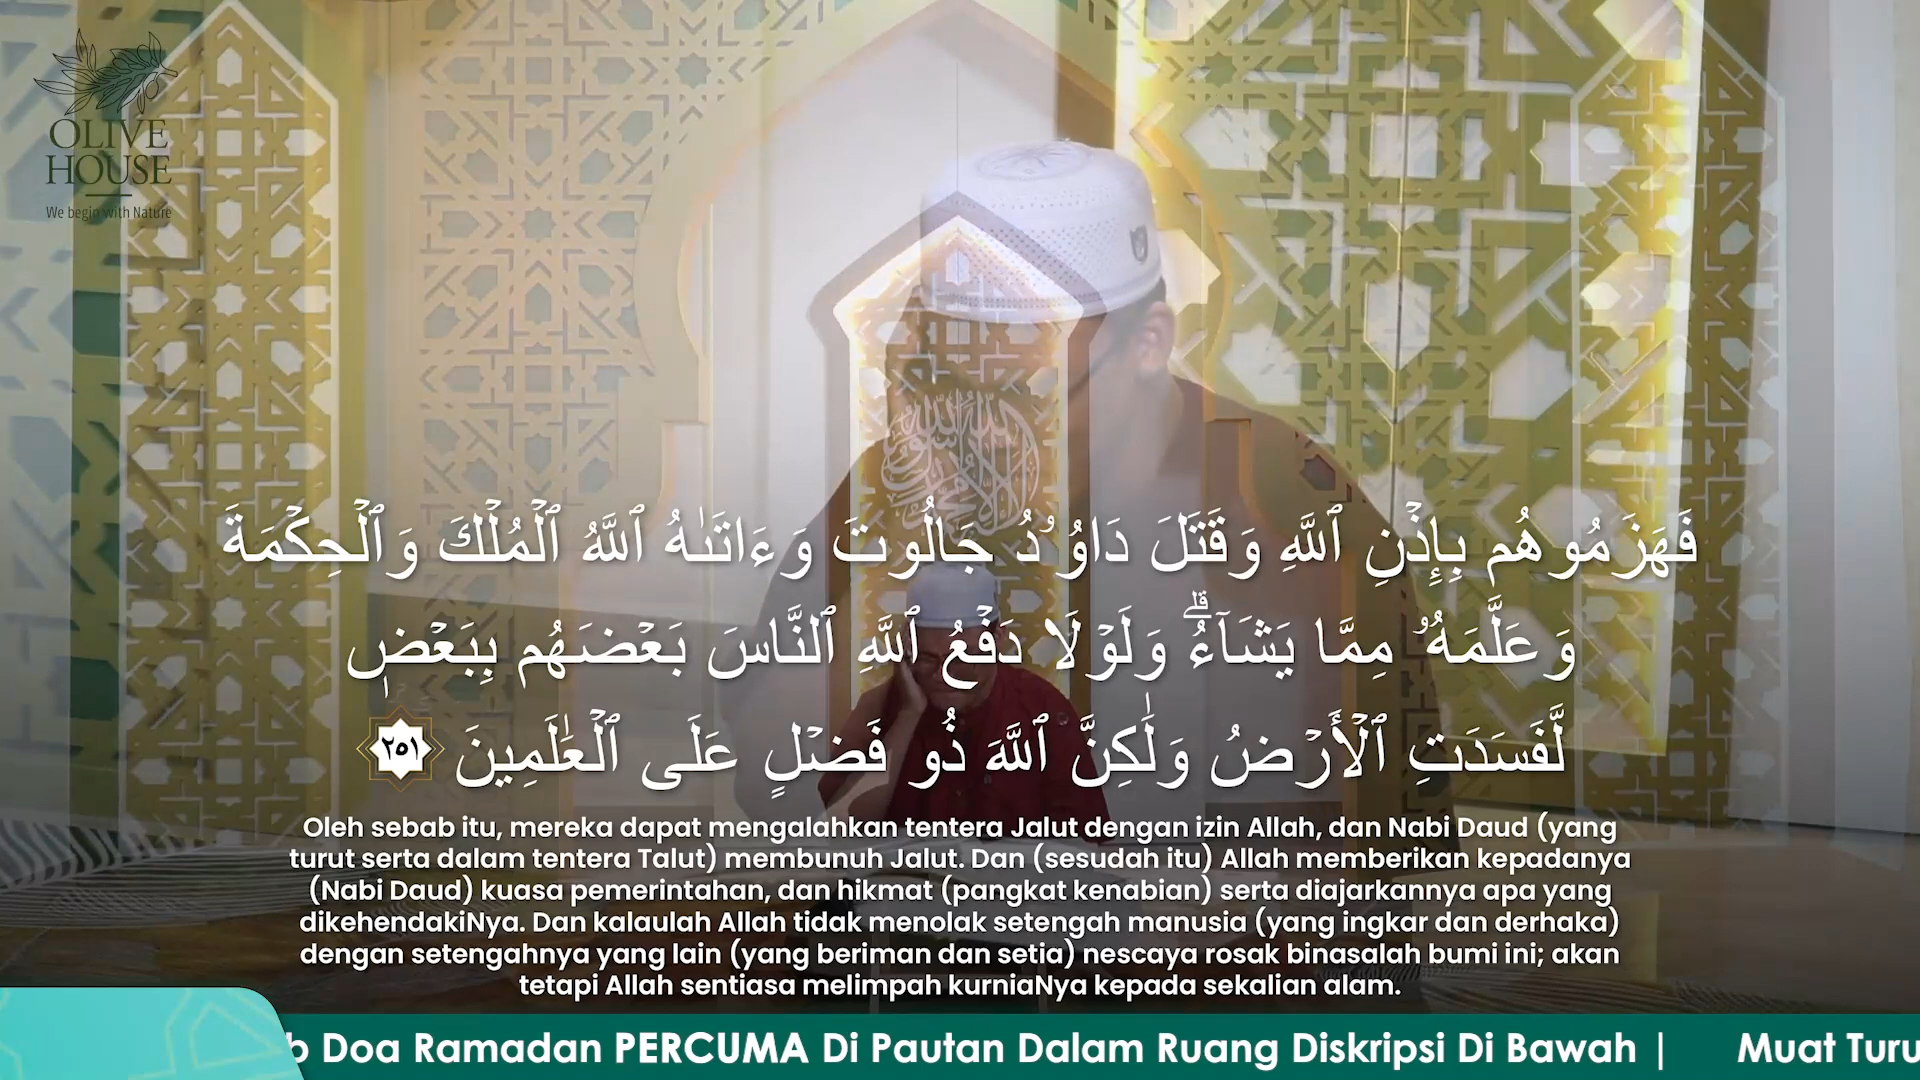 OLIVE
HOUSE
We begin with Nature
فَهَزَمُوهُم بِإِذْنِ ٱللَّهِ وَقَتَلَ دَاوُۥدُ جَالُوتَ وَءَاتَىٰهُ ٱللَّهُ ٱلْمُلْكَ وَٱلْحِكْمَةَ
وَعَلَّمَهُۥ مِمَّا يَشَآءُ ۗ وَلَوْلَا دَفْعُ ٱللَّهِ ٱلنَّاسَ بَعْضَهُم بِبَعْضٍ
لَّفَسَدَتِ ٱلْأَرْضُ وَلَٰكِنَّ ٱللَّهَ ذُو فَضْلٍ عَلَى ٱلْعَٰلَمِينَ ٢٥١
Oleh sebab itu, mereka dapat mengalahkan tentera Jalut dengan izin Allah, dan Nabi Daud (yang
turut serta dalam tentera Talut) membunuh Jalut. Dan (sesudah itu) Allah memberikan kepadanya
(Nabi Daud) kuasa pemerintahan, dan hikmat (pangkat kenabian) serta diajarkannya apa yang
dikehendakiNya. Dan kalaulah Allah tidak menolak setengah manusia (yang ingkar dan derhaka)
dengan setengahnya yang lain (yang beriman dan setia) nescaya rosak binasalah bumi ini; akan
tetapi Allah sentiasa melimpah kurniaNya kepada sekalian alam.
b Doa Ramadan PERCUMA Di Pautan Dalam Ruang Diskripsi Di Bawah | Muat Turu